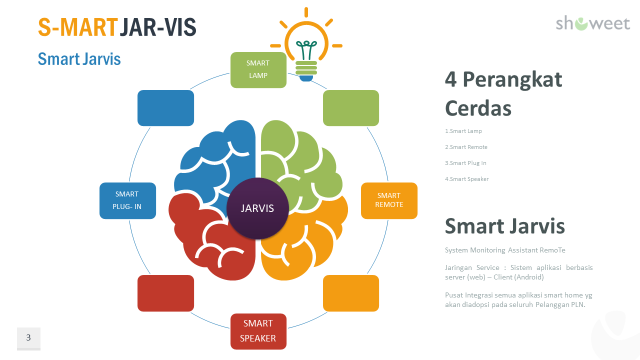 S-MART JAR-VIS
Smart Jarvis
showeet
SMART
LAMP
SMART
PLUG- IN
JARVIS
SMART
REMOTE
SMART
SPEAKER
4 Perangkat
Cerdas
1.Smart Lamp
2.Smart Remote
3.Smart Plug in
4.Smart Speaker
Smart Jarvis
System Monitoring Assistant RemoTe
Jaringan Service : Sistem aplikasi berbasis
server (web) – Client (Android)
Pusat Integrasi semua aplikasi smart home yg
akan diadopsi pada seluruh Pelanggan PLN.
3